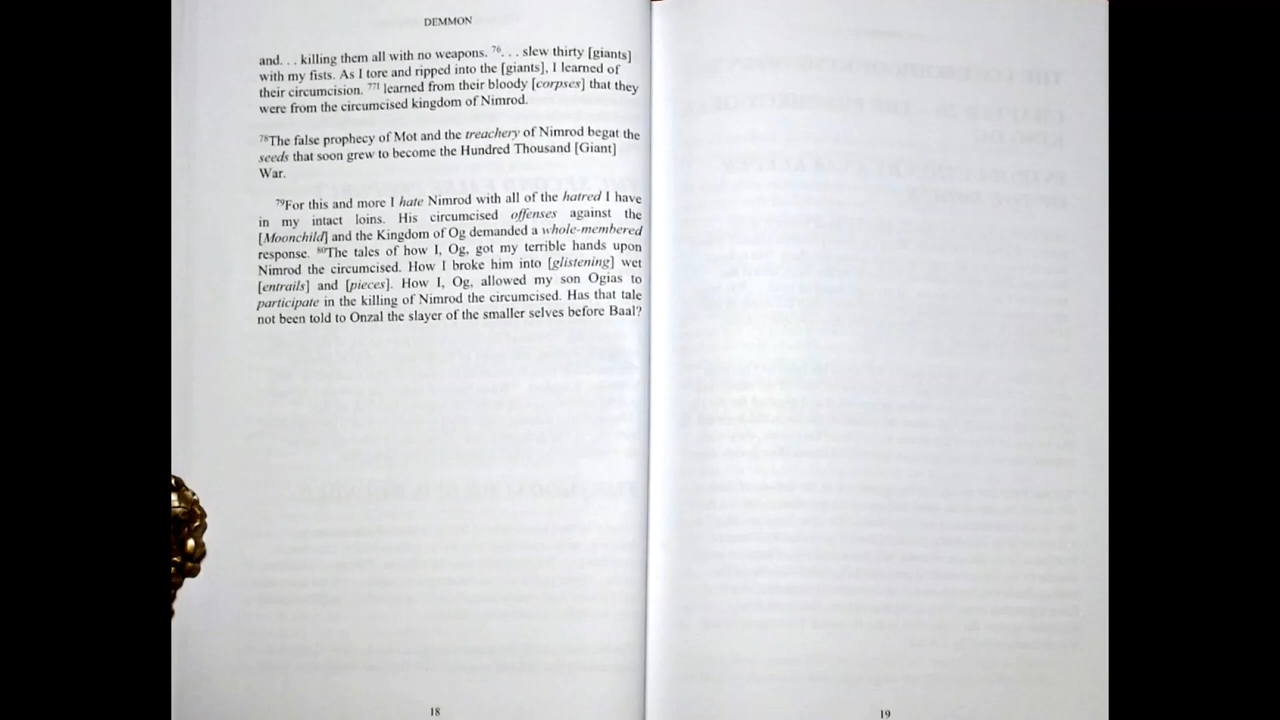 DEMMON
and. . . killing them all with no weapons. ⁷⁶. . . slew thirty [giants]
with my fists. As I tore and ripped into the [giants], I learned of
their circumcision. ⁷⁷I learned from their bloody [corpses] that they
were from the circumcised kingdom of Nimrod.
⁷⁸The false prophecy of Mot and the treachery of Nimrod begat the
seeds that soon grew to become the Hundred Thousand [Giant]
War.
⁷⁹For this and more I hate Nimrod with all of the hatred I have
in my intact loins. His circumcised offenses against the
[Moonchild] and the Kingdom of Og demanded a whole-membered
response. ⁸⁰The tales of how I, Og, got my terrible hands upon
Nimrod the circumcised. How I broke him into [glistening] wet
[entrails] and [pieces]. How I, Og, allowed my son Ogias to
participate in the killing of Nimrod the circumcised. Has that tale
not been told to Onzal the slayer of the smaller selves before Baal?
18
19